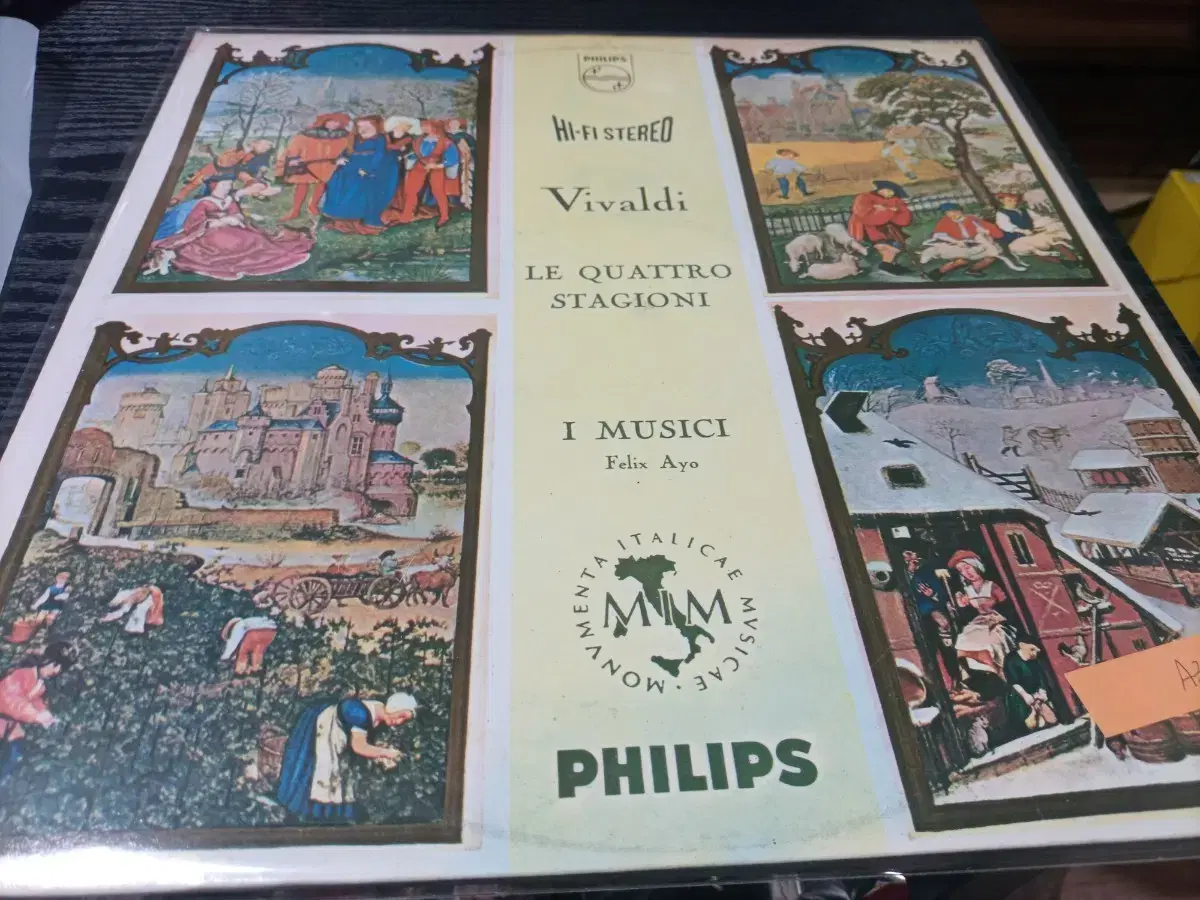 PHILIPS
HI-FI STEREO
Vivaldi
LE QUATTRO
STAGIONI
I MUSICI
Felix Ayo
MONVMENTA ITALICAE MVSICAE
MIM
PHILIPS